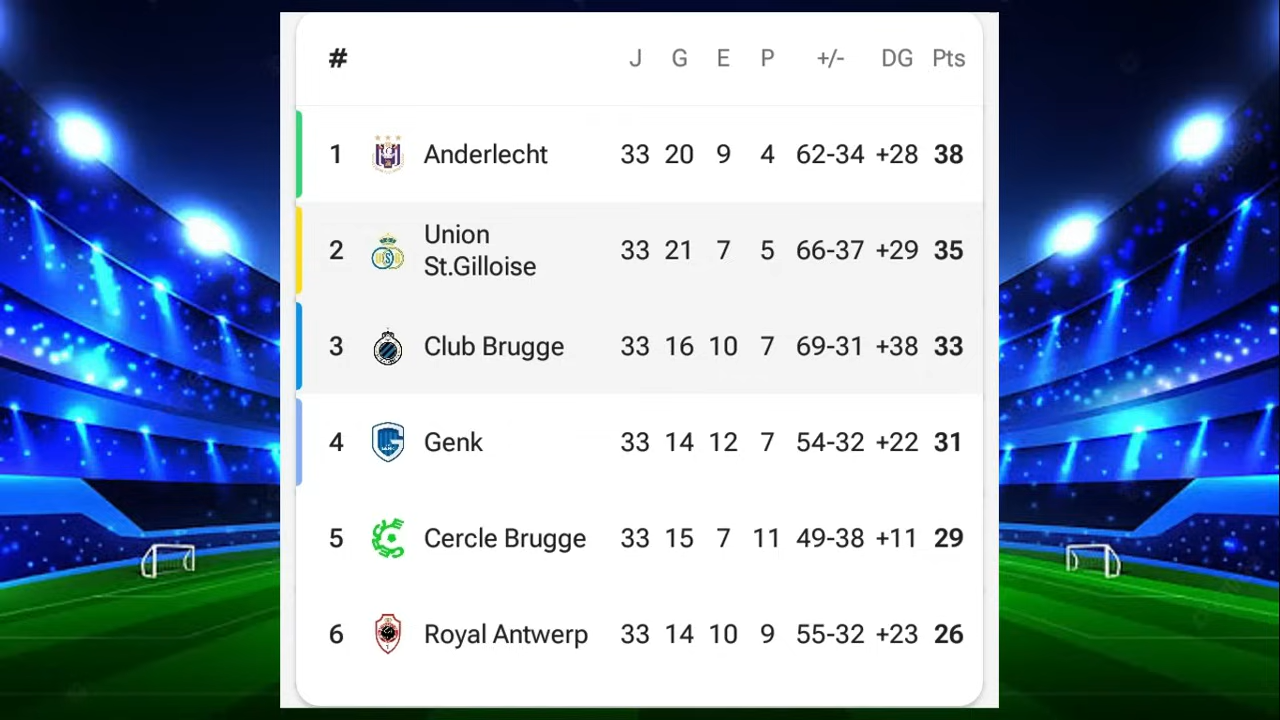 # J G E P +/- DG Pts
1 Anderlecht 33 20 9 4 62-34 +28 38
2 Union St.Gilloise 33 21 7 5 66-37 +29 35
3 Club Brugge 33 16 10 7 69-31 +38 33
4 Genk 33 14 12 7 54-32 +22 31
5 Cercle Brugge 33 15 7 11 49-38 +11 29
6 Royal Antwerp 33 14 10 9 55-32 +23 26